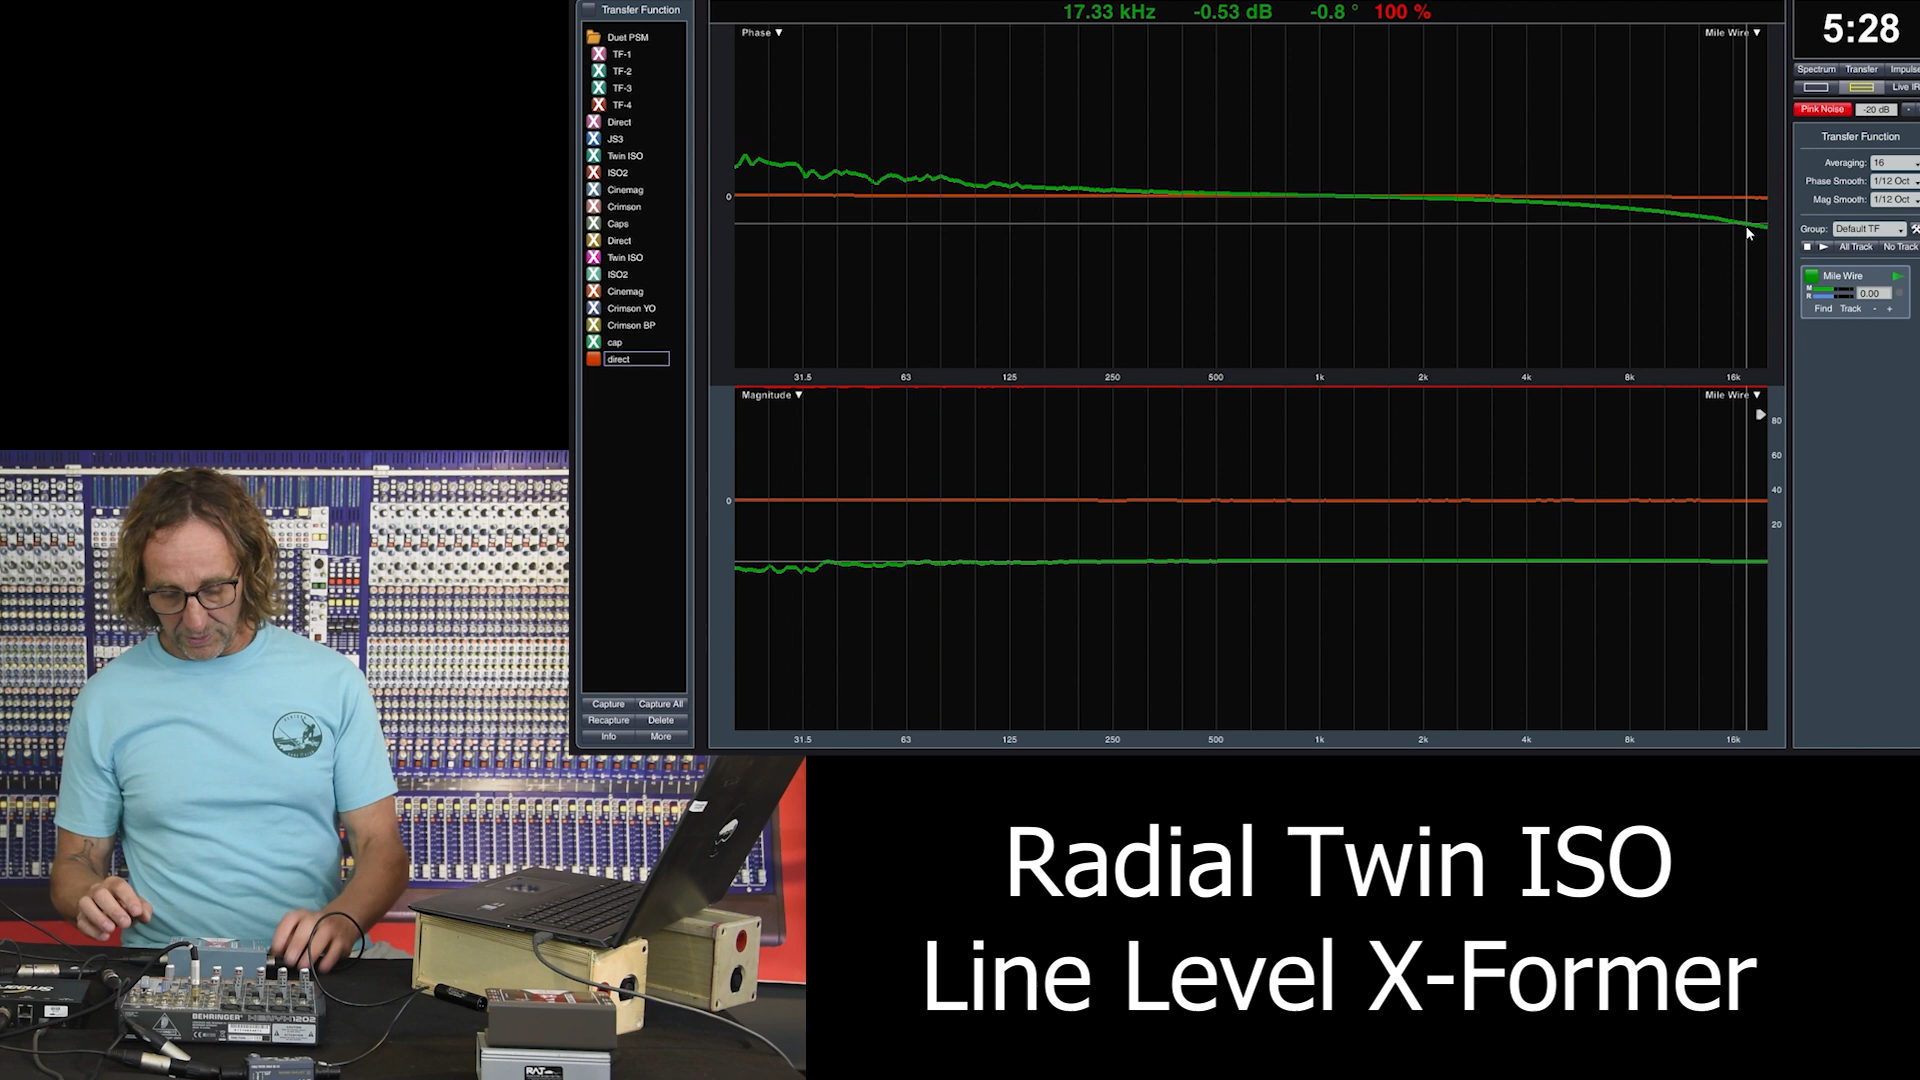 Transfer Function
Duet PSM
TF-1
TF-2
TF-3
TF-4
Direct
JS3
Twin ISO
ISO2
Cinemag
Crimson
Caps
Direct
Twin ISO
ISO2
Cinemag
Crimson YO
Crimson BP
cap
direct
Capture Capture All
Recapture Delete
Info More
17.33 kHz -0.53 dB -0.8 ° 100 %
Phase ▼ Mile Wire ▼
0
31.5 63 125 250 500 1k 2k 4k 8k 16k
Magnitude ▼ Mile Wire ▼
80
60
0 40
20
31.5 63 125 250 500 1k 2k 4k 8k 16k
5:28
Spectrum Transfer Impulse
Live IR
Pink Noise -20 dB
Transfer Function
Averaging: 16
Phase Smooth: 1/12 Oct
Mag Smooth: 1/12 Oct
Group: Default TF
All Track No Track
Mile Wire
M
R 0.00
Find Track - +
BEHRINGER XENYX1202
RAT
Radial Twin ISO
Line Level X-Former